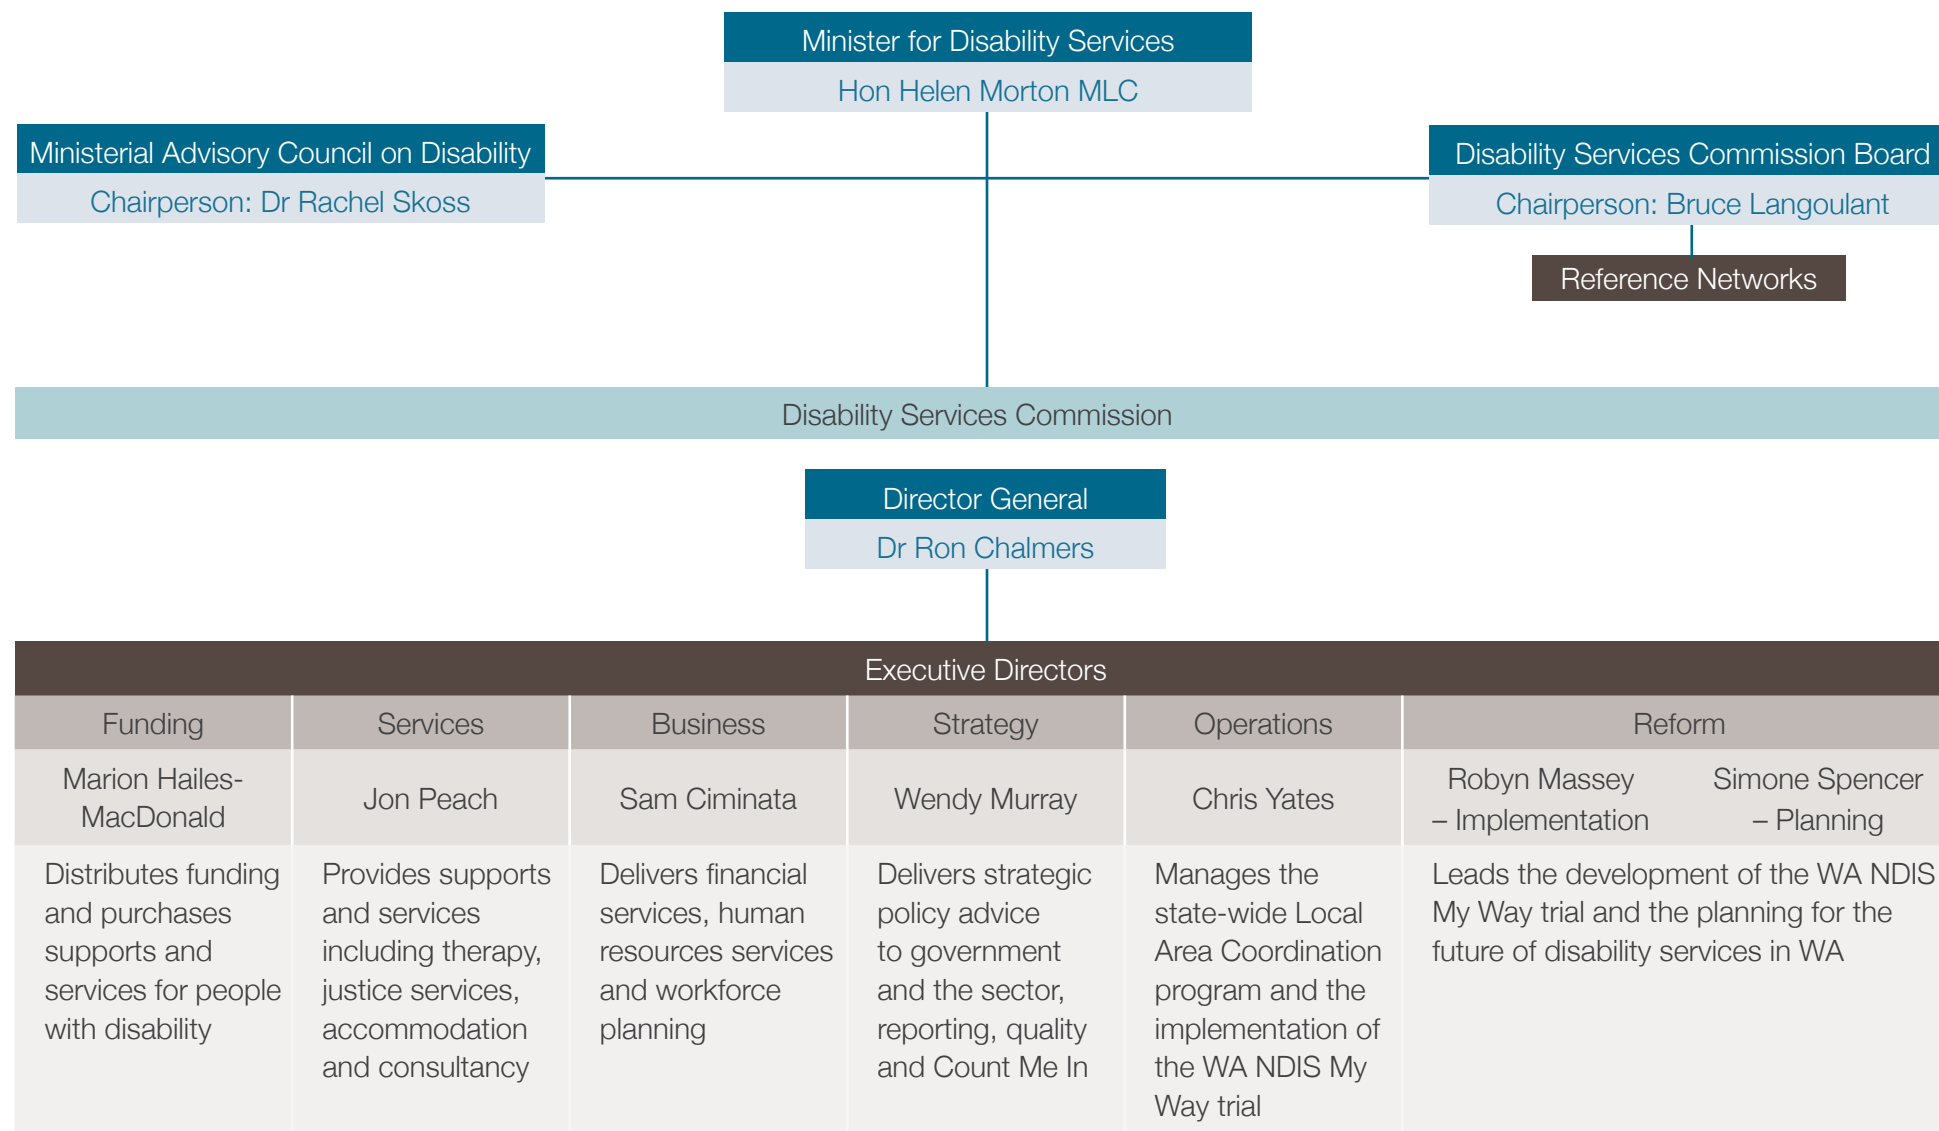 Minister for Disability Services
Hon Helen Morton MLC
Ministerial Advisory Council on Disability
Chairperson: Dr Rachel Skoss
Disability Services Commission Board
Chairperson: Bruce Langoulant
Reference Networks
Disability Services Commission
Director General
Dr Ron Chalmers
Executive Directors
Funding
Marion Hailes-
MacDonald
Distributes funding
and purchases
supports and
services for people
with disability
Services
Jon Peach
Provides supports
and services
including therapy,
justice services,
accommodation
and consultancy
Business
Sam Ciminata
Delivers financial
services, human
resources services
and workforce
planning
Strategy
Wendy Murray
Delivers strategic
policy advice
to government
and the sector,
reporting, quality
and Count Me In
Operations
Chris Yates
Manages the
state-wide Local
Area Coordination
program and the
implementation of
the WA NDIS My
Way trial
Reform
Robyn Massey
– Implementation
Simone Spencer
– Planning
Leads the development of the WA NDIS
My Way trial and the planning for the
future of disability services in WA